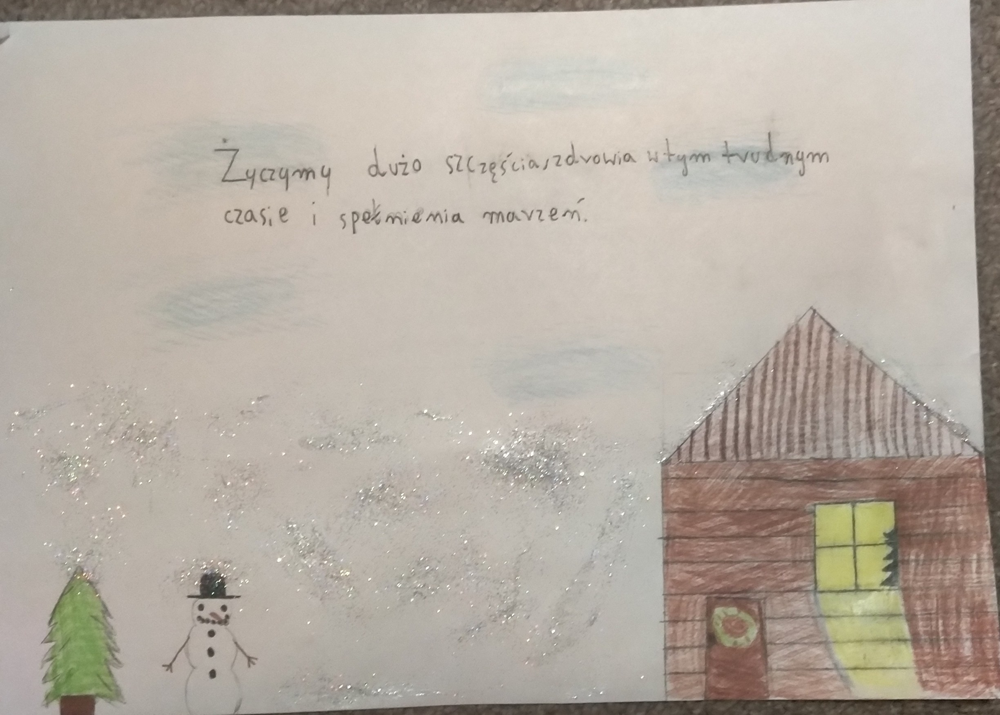 Życzymy dużo szczęścia, zdrowia w tym trudnym
czasie i spełnienia marzeń.